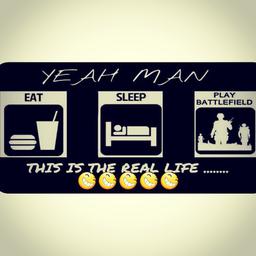 YEAH MAN
EAT
SLEEP
PLAY
BATTLEFIELD
THIS IS THE REAL LIFE ........